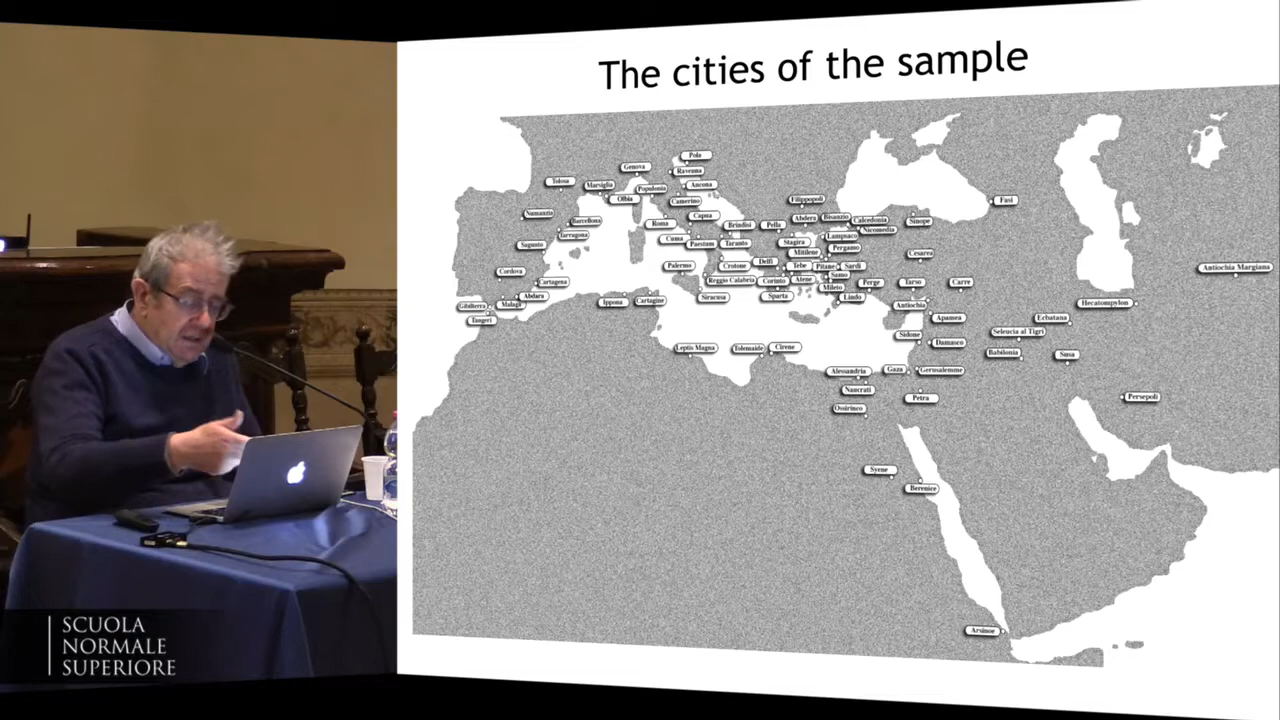 The cities of the sample
Pola
Genova
Ravenna
Tolosa
Marsiglia
Populonia
Ancona
Olbia
Camerino
Filippopoli
Fasi
Numanzia
Barcellona
Roma
Capua
Abdera
Bisanzio
Calcedonia
Sinope
Tarragona
Brindisi
Pella
Nicomedia
Cuma
Paestum
Taranto
Stagira
Lampsaco
Sagunto
Mitilene
Pergamo
Cesarea
Palermo
Crotone
Delfi
Tebe
Pitane
Sardi
Antiochia Margiana
Cordova
Samo
Cartagena
Reggio Calabria
Corinto
Atene
Mileto
Perge
Tarso
Carre
Abdara
Siracusa
Sparta
Lindo
Gibilterra
Malaga
Ippona
Cartagine
Antiochia
Hecatompylon
Tangeri
Apamea
Ecbatana
Sidone
Seleucia al Tigri
Leptis Magna
Tolemaide
Cirene
Damasco
Babilonia
Susa
Alessandria
Gaza
Gerusalemme
Naucrati
Petra
Persepoli
Ossirinco
Syene
Berenice
Arsinoe
SCUOLA
NORMALE
SUPERIORE